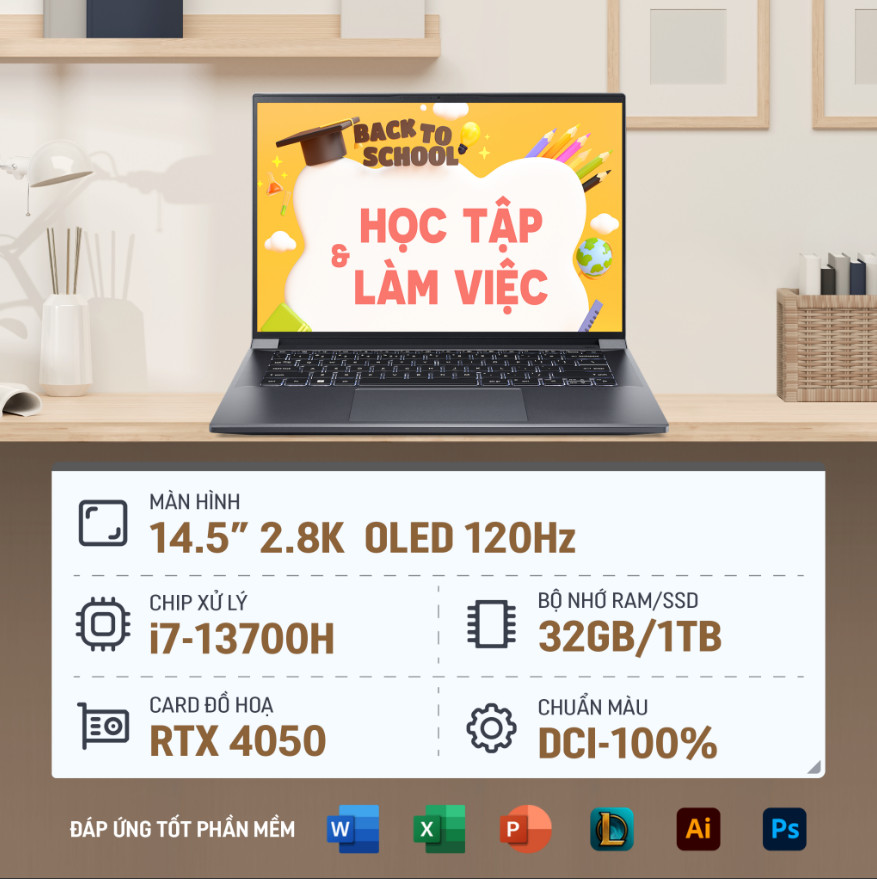 BACK TO
SCHOOL
HỌC TẬP
&
LÀM VIỆC
MÀN HÌNH
14.5” 2.8K OLED 120Hz
CHIP XỬ LÝ
i7-13700H
BỘ NHỚ RAM/SSD
32GB/1TB
CARD ĐỒ HOẠ
RTX 4050
CHUẨN MÀU
DCI-100%
ĐÁP ỨNG TỐT PHẦN MỀM
W
X
P
L
Ai
Ps